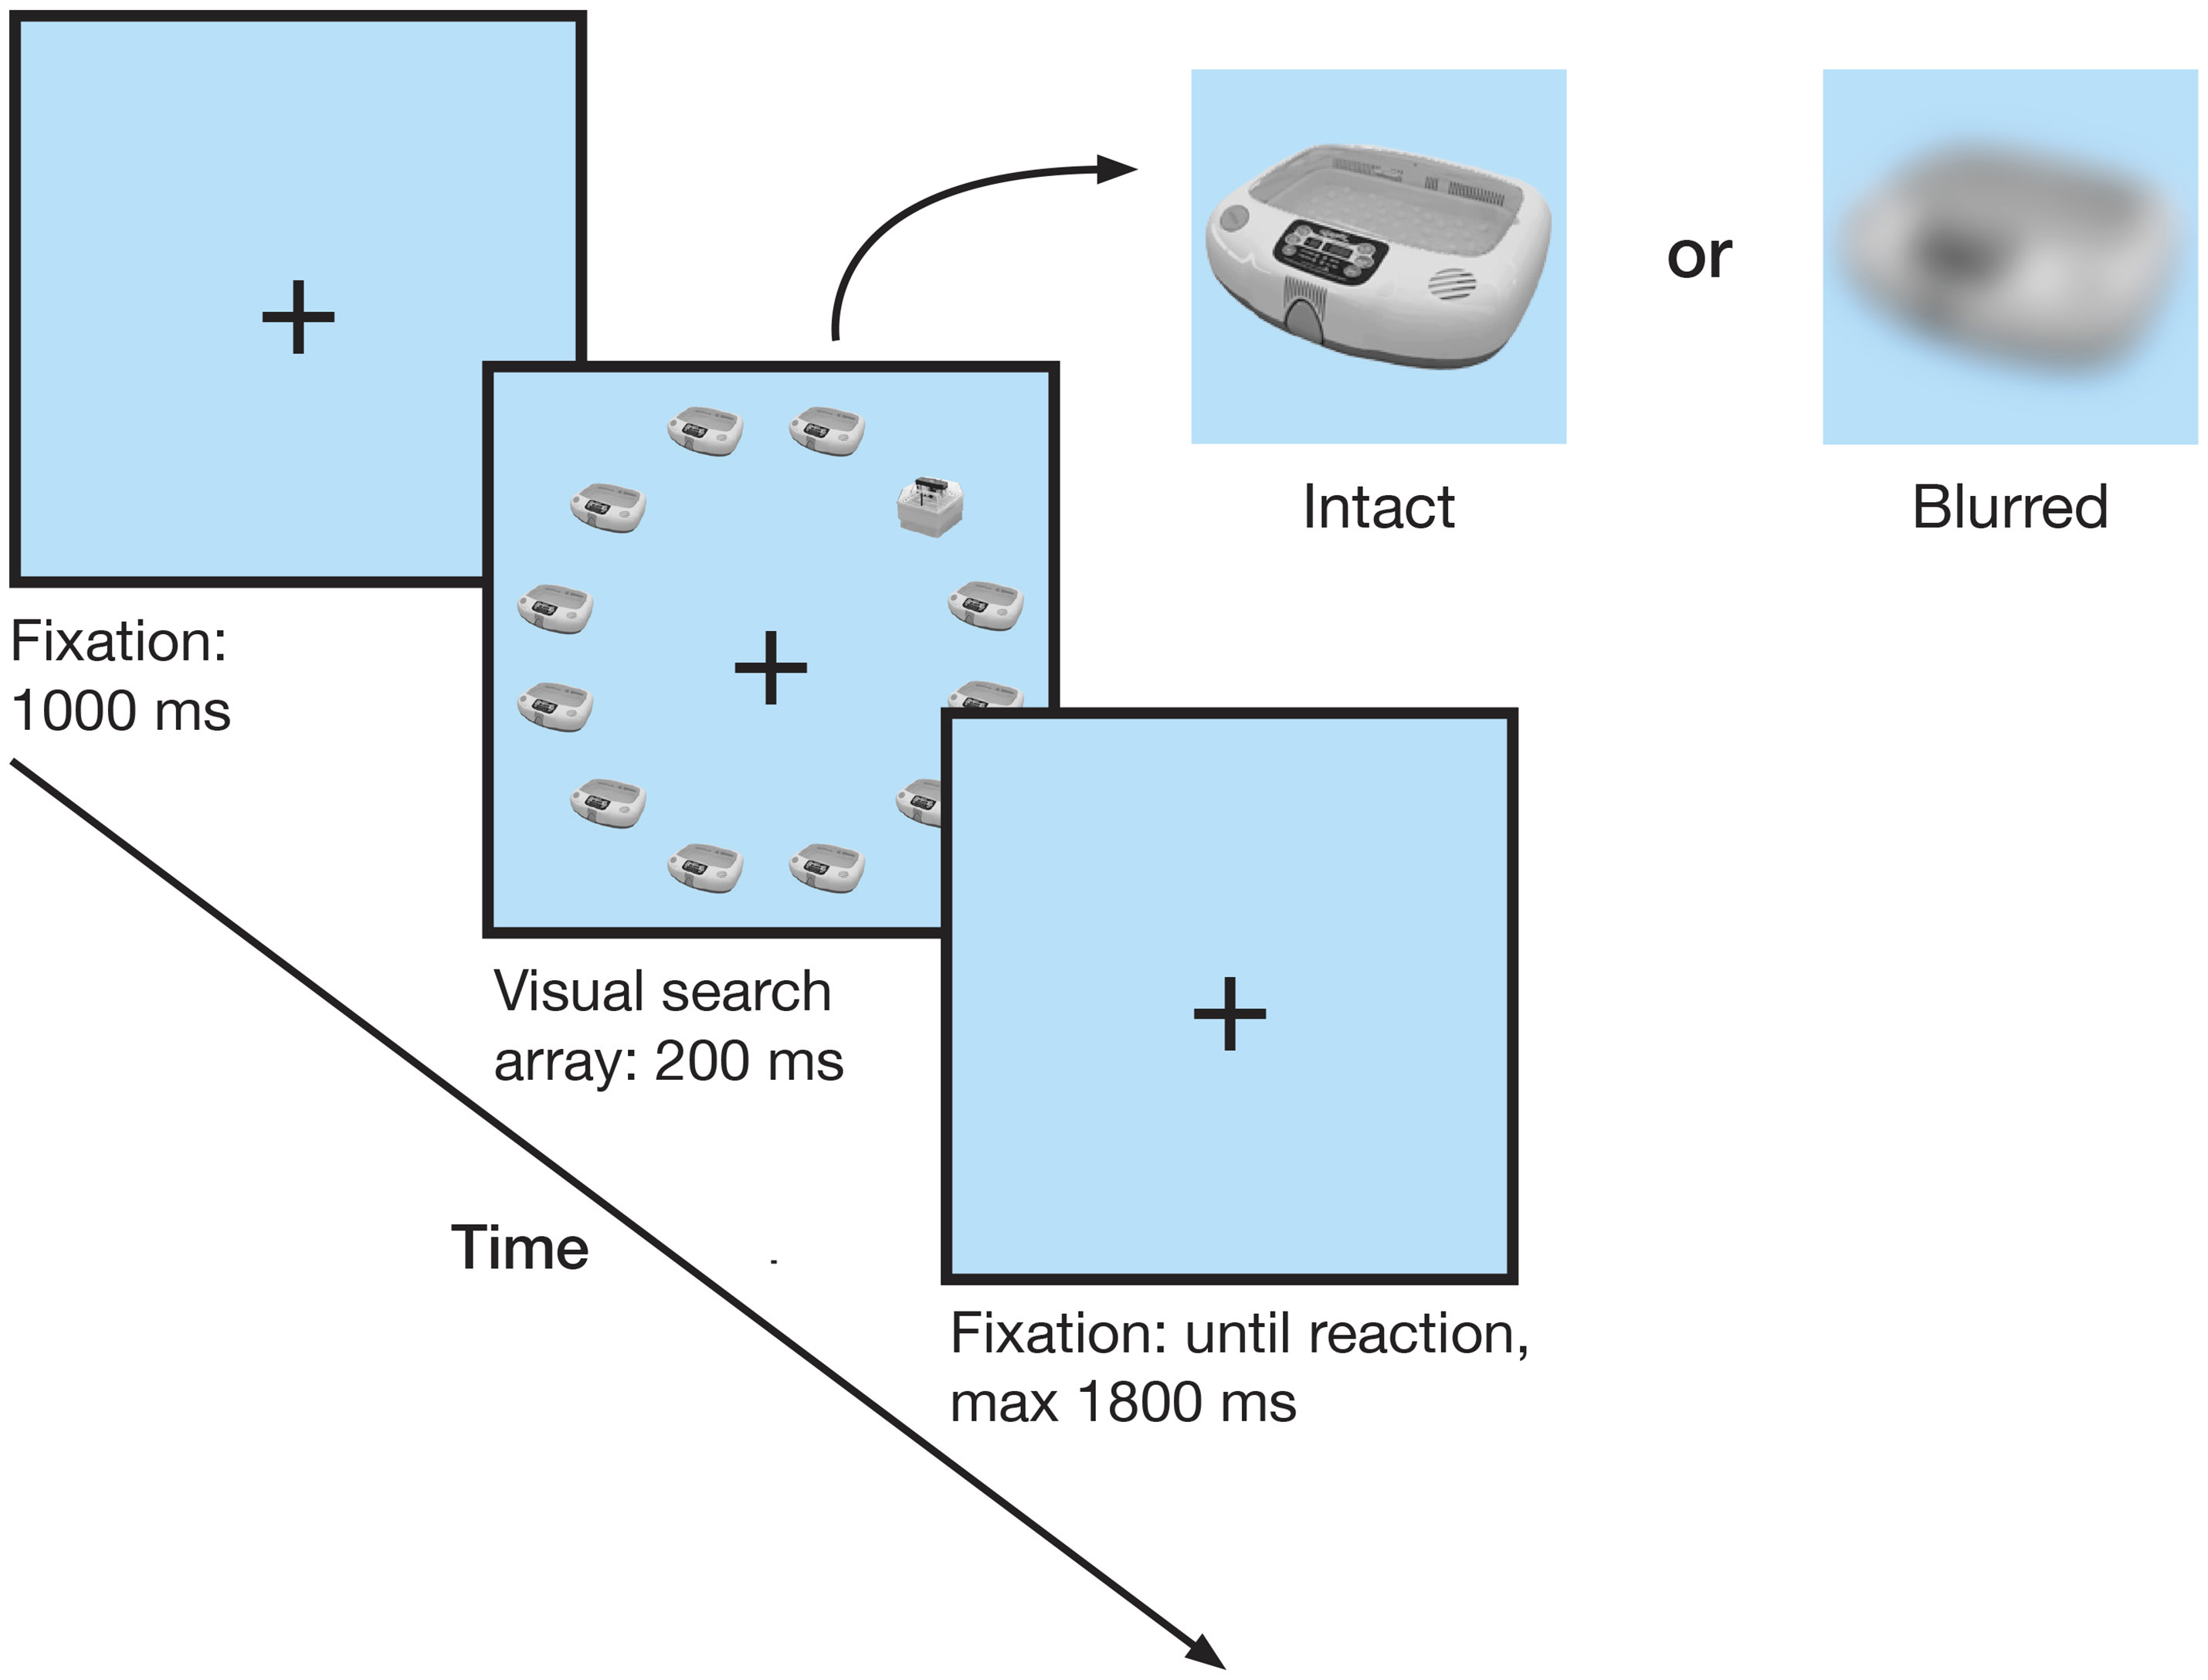 Fixation:
1000 ms
Intact
or
Blurred
Visual search
array: 200 ms
Time
Fixation: until reaction,
max 1800 ms